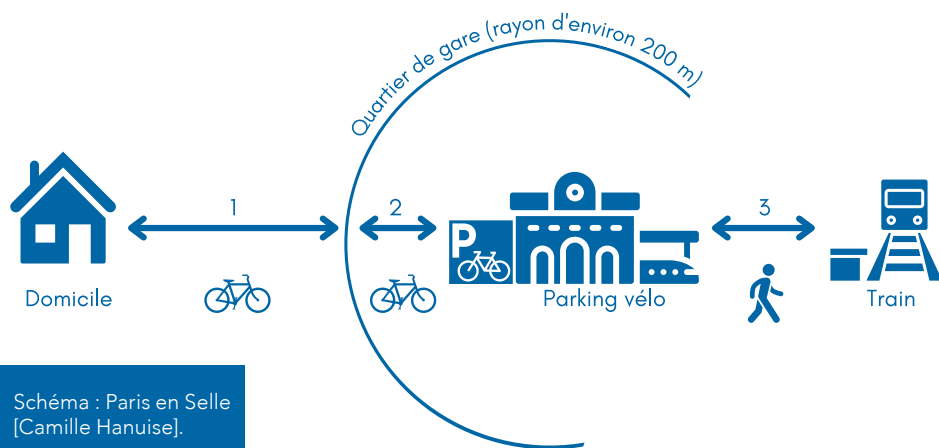 Quartier de gare (rayon d'environ 200 m)
1
2
3
P
Domicile
Parking vélo
Train
Schéma : Paris en Selle
[Camille Hanuise].